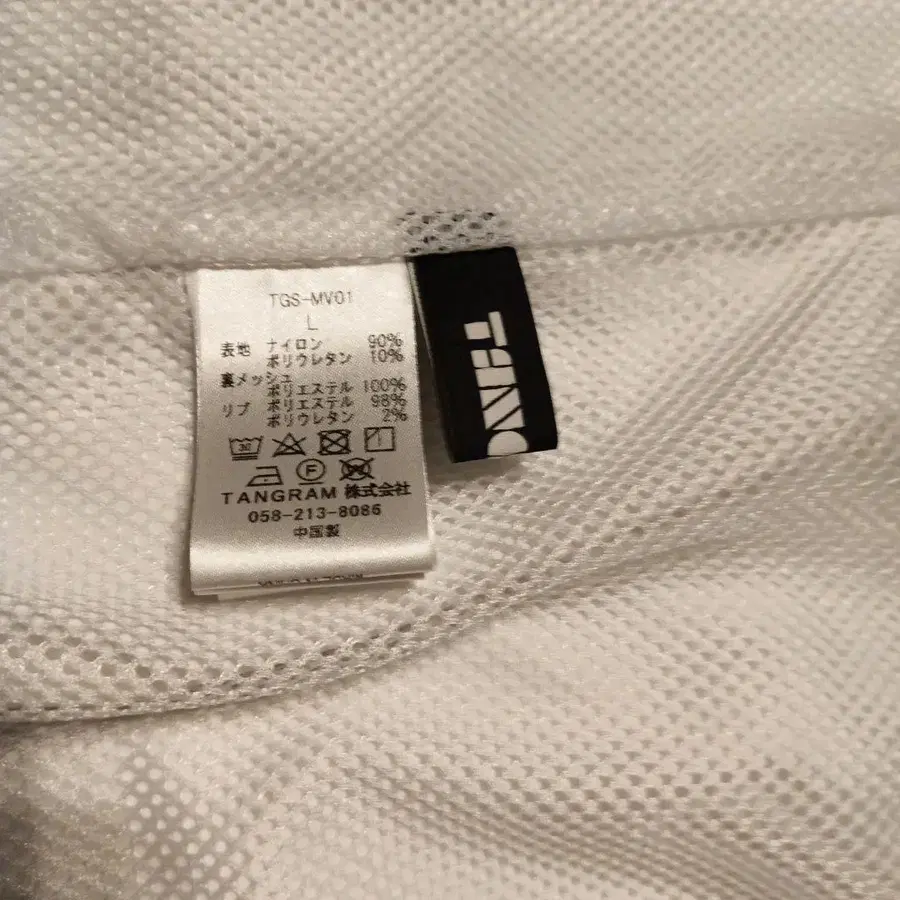 TGS-MV01
L
表地 ナイロン 90%
ポリウレタン 10%
裏メッシュ
ポリエステル 100%
リブ ポリエステル 98%
ポリウレタン 2%
30
F
TANGRAM 株式会社
058-213-8086
中国製